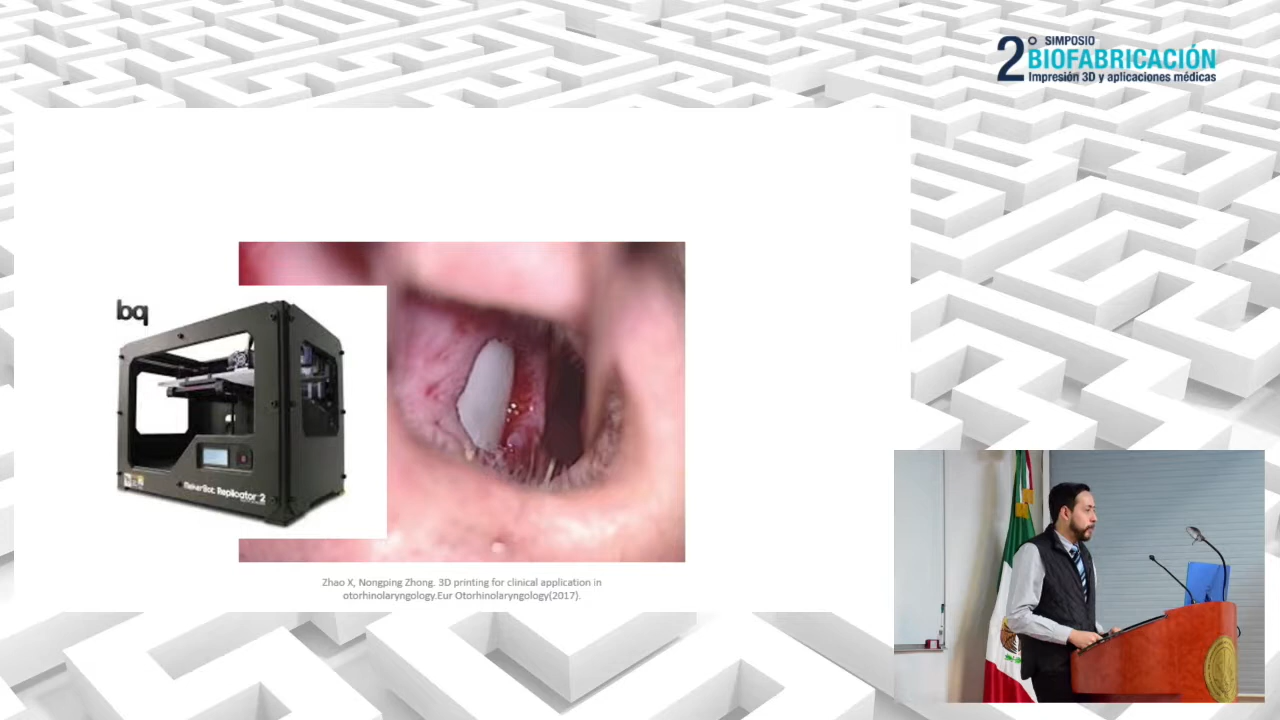 2° SIMPOSIO
BIOFABRICACIÓN
Impresión 3D y aplicaciones médicas
bq
MakerBot Replicator 2
Zhao X, Nongping Zhong. 3D printing for clinical application in
otorhinolaryngology.Eur Otorhinolaryngology(2017).